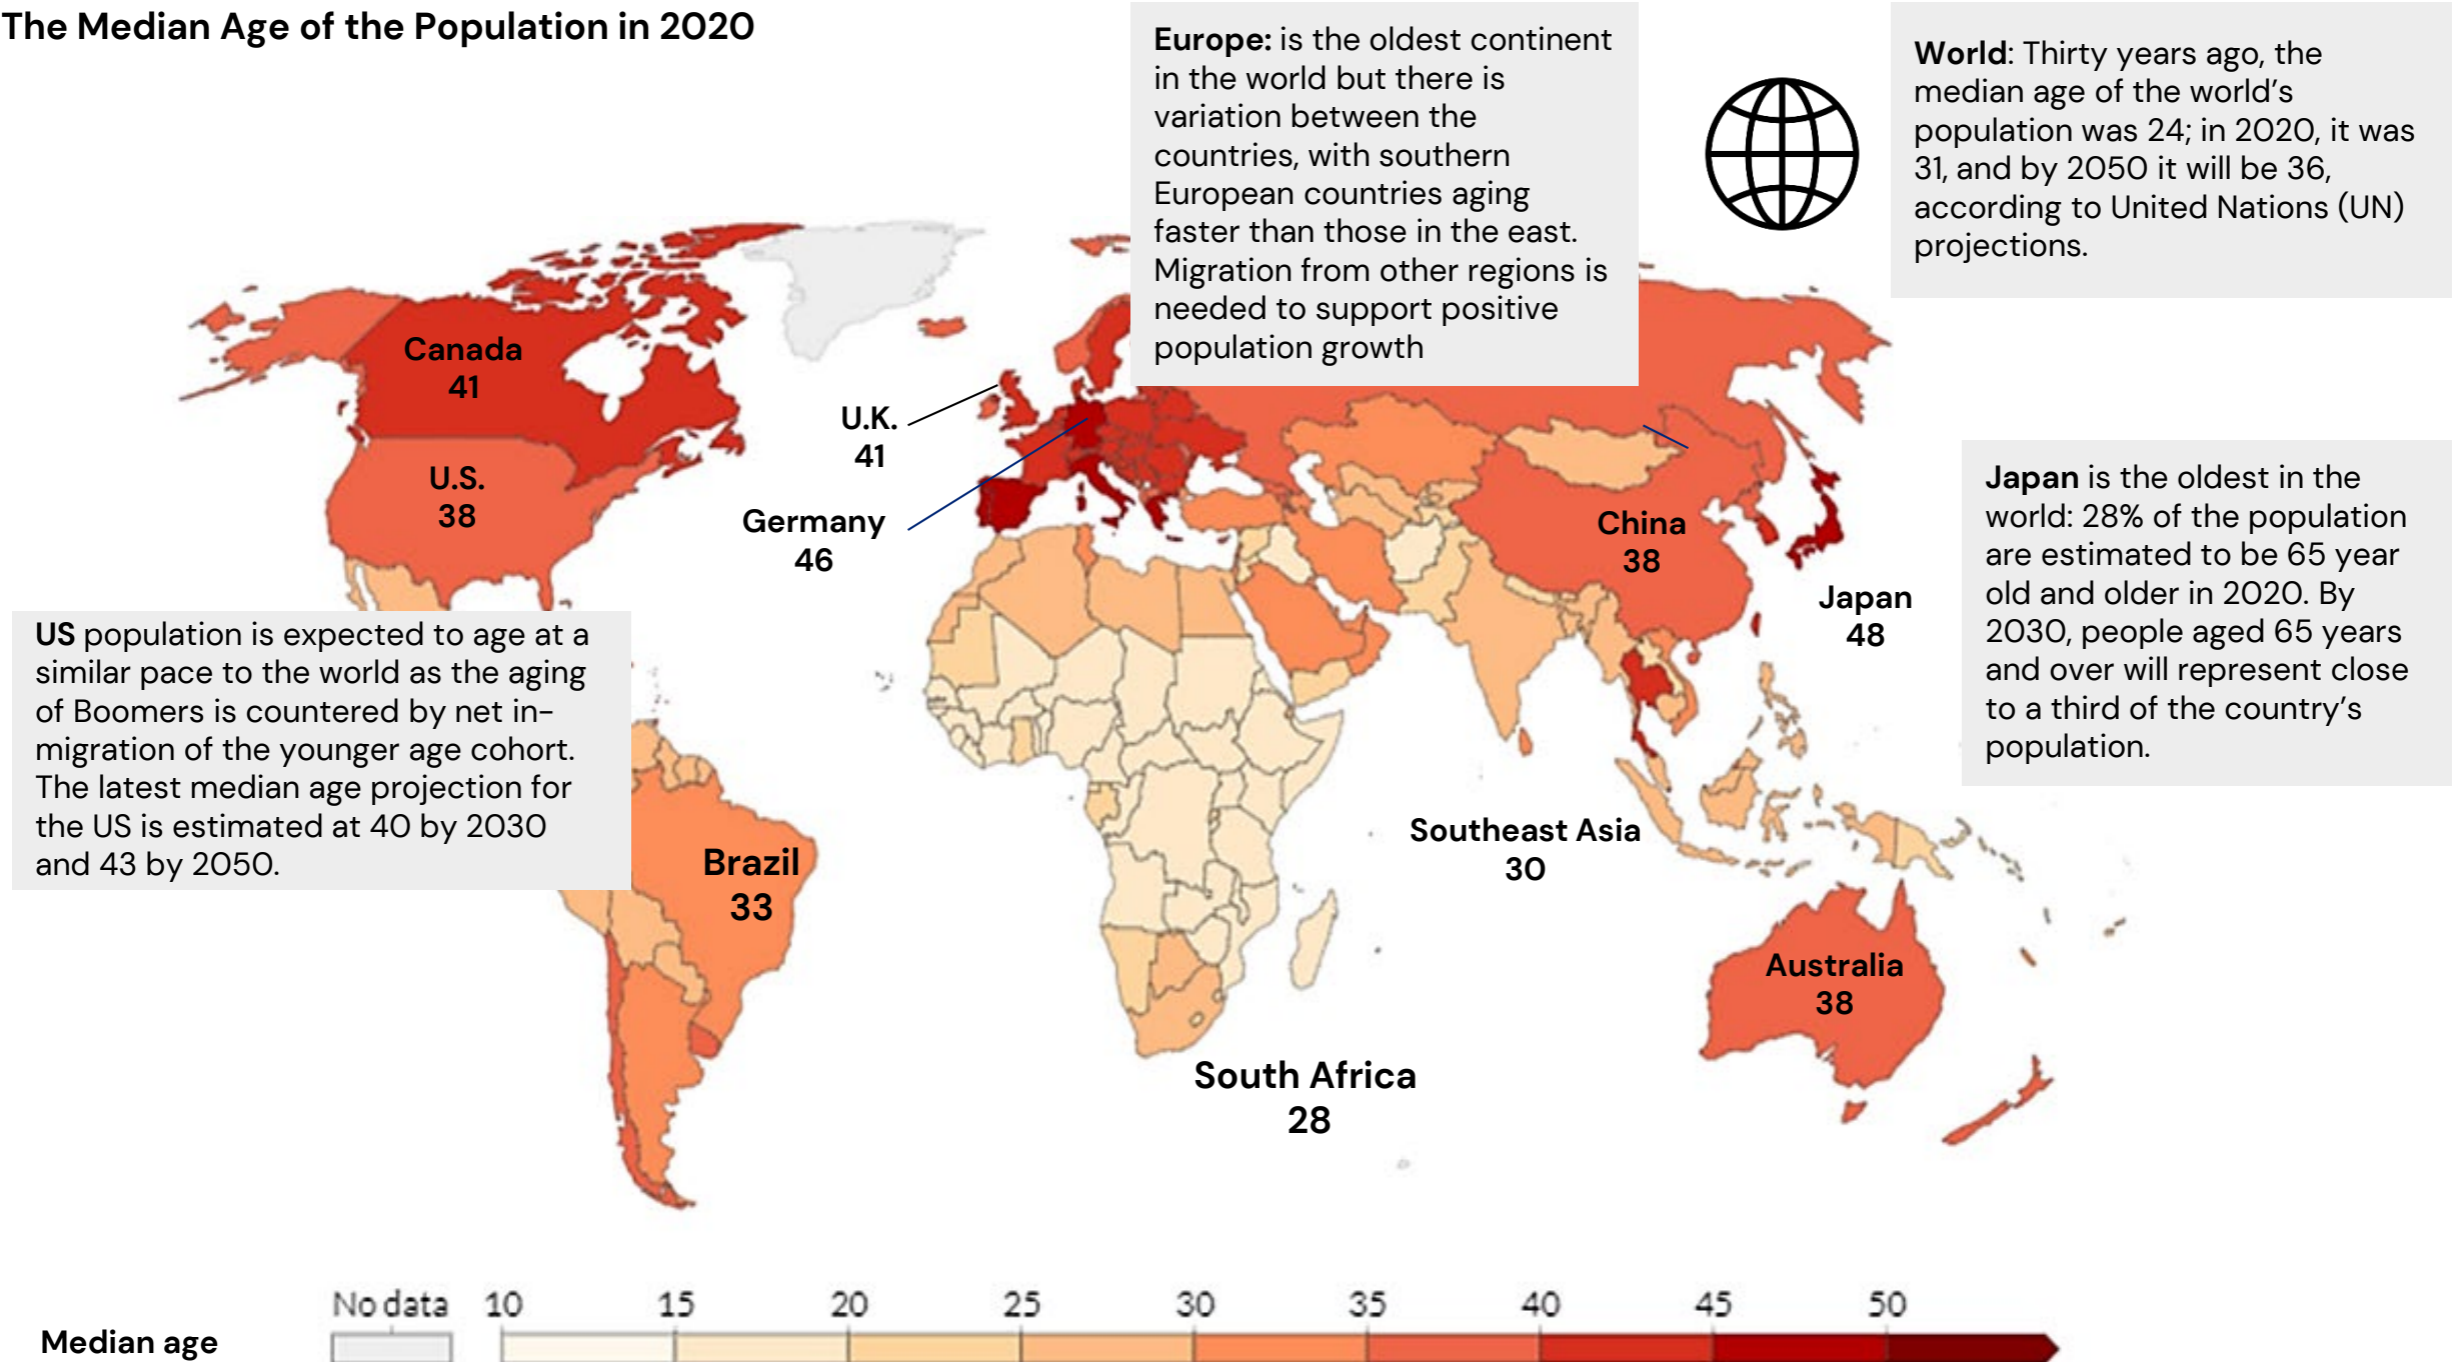 The Median Age of the Population in 2020
Europe: is the oldest continent
in the world but there is
variation between the
countries, with southern
European countries aging
faster than those in the east.
Migration from other regions is
needed to support positive
population growth
World: Thirty years ago, the
median age of the world's
population was 24; in 2020, it was
31, and by 2050 it will be 36,
according to United Nations (UN)
projections.
Canada
41
U.K.
41
U.S.
38
Germany
46
China
38
Japan
48
Japan is the oldest in the
world: 28% of the population
are estimated to be 65 year
old and older in 2020. By
2030, people aged 65 years
and over will represent close
to a third of the country's
population.
US population is expected to age at a
similar pace to the world as the aging
of Boomers is countered by net in-
migration of the younger age cohort.
The latest median age projection for
the US is estimated at 40 by 2030
and 43 by 2050.
Brazil
33
Southeast Asia
30
Australia
38
South Africa
28
No data 10 15 20 25 30 35 40 45 50
Median age